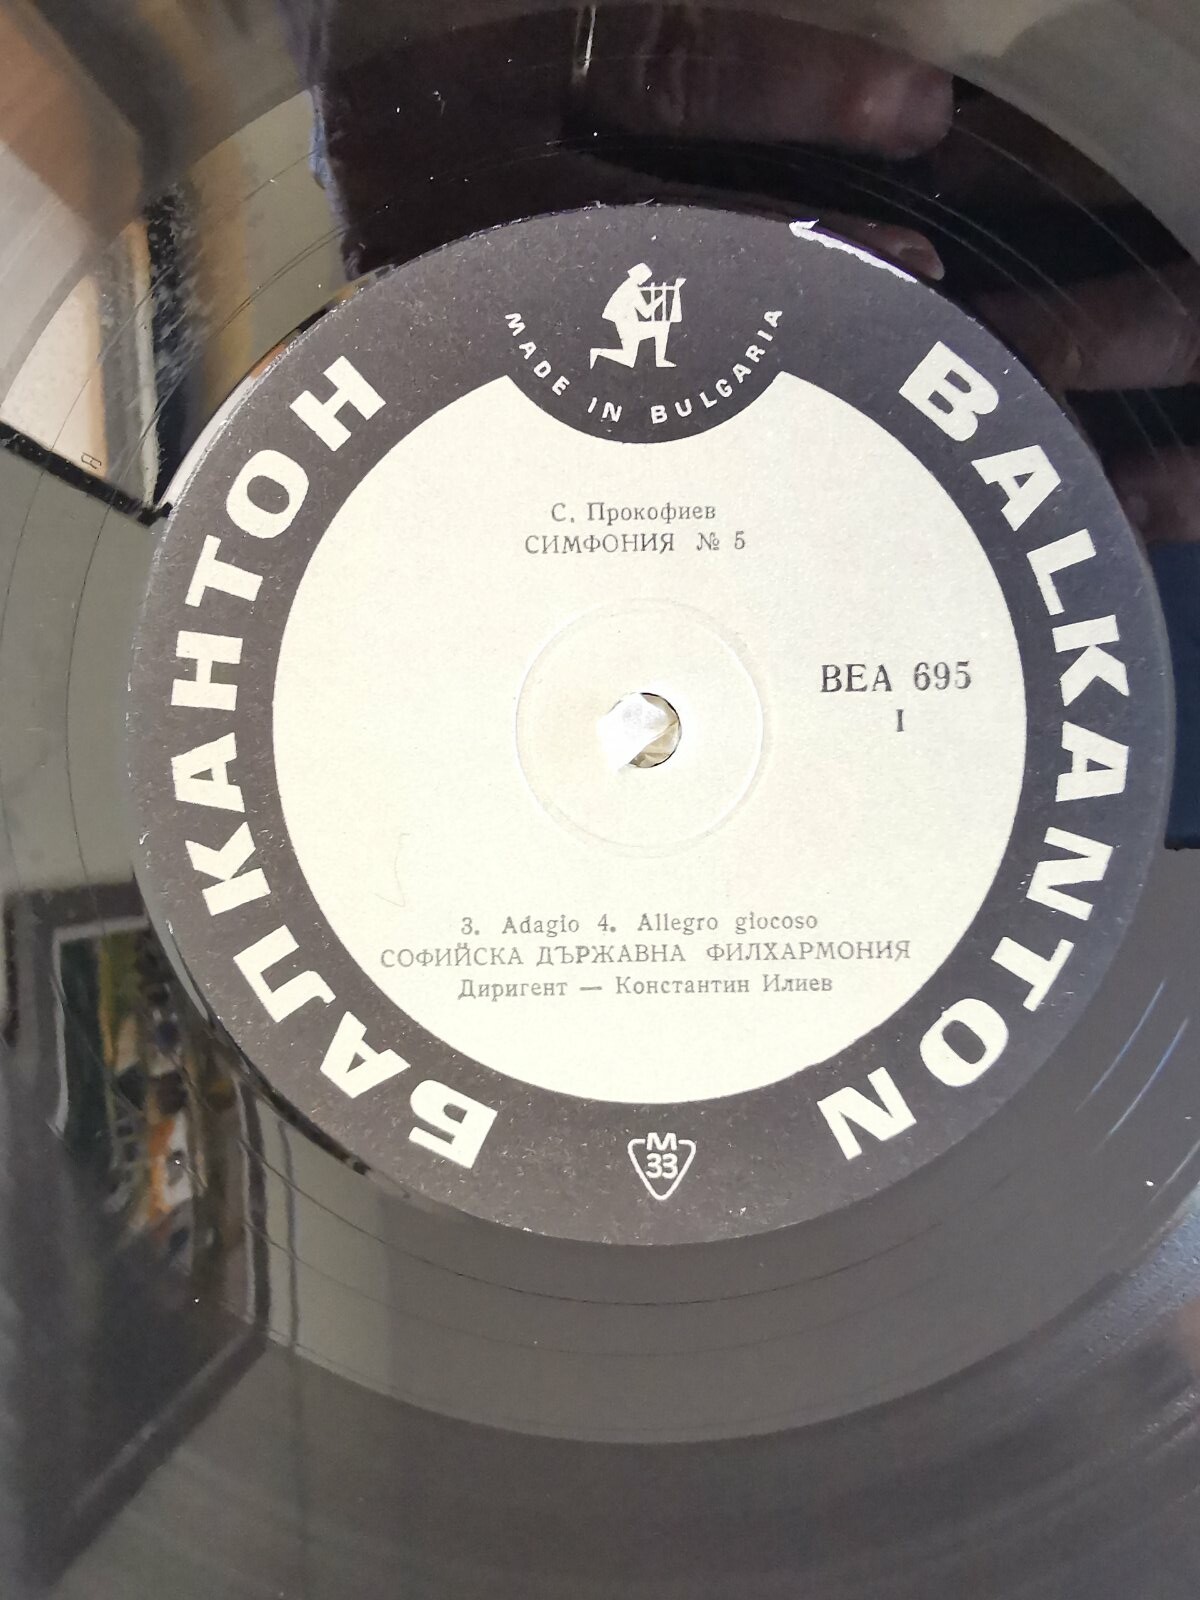 MADE IN BULGARIA
БАЛКАНТОН
BALKANTON
С. Прокофиев
СИМФОНИЯ № 5
ВЕА 695
I
3. Adagio 4. Allegro giocoso
СОФИЙСКА ДЪРЖАВНА ФИЛХАРМОНИЯ
Диригент — Константин Илиев
М
33